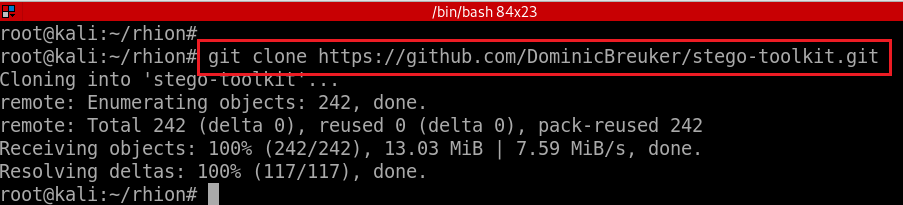 /bin/bash 84x23
root@kali:~/rhion#
root@kali:~/rhion# git clone https://github.com/DominicBreuker/stego-toolkit.git
Cloning into 'stego-toolkit'...
remote: Enumerating objects: 242, done.
remote: Total 242 (delta 0), reused 0 (delta 0), pack-reused 242
Receiving objects: 100% (242/242), 13.03 MiB | 7.59 MiB/s, done.
Resolving deltas: 100% (117/117), done.
root@kali:~/rhion#